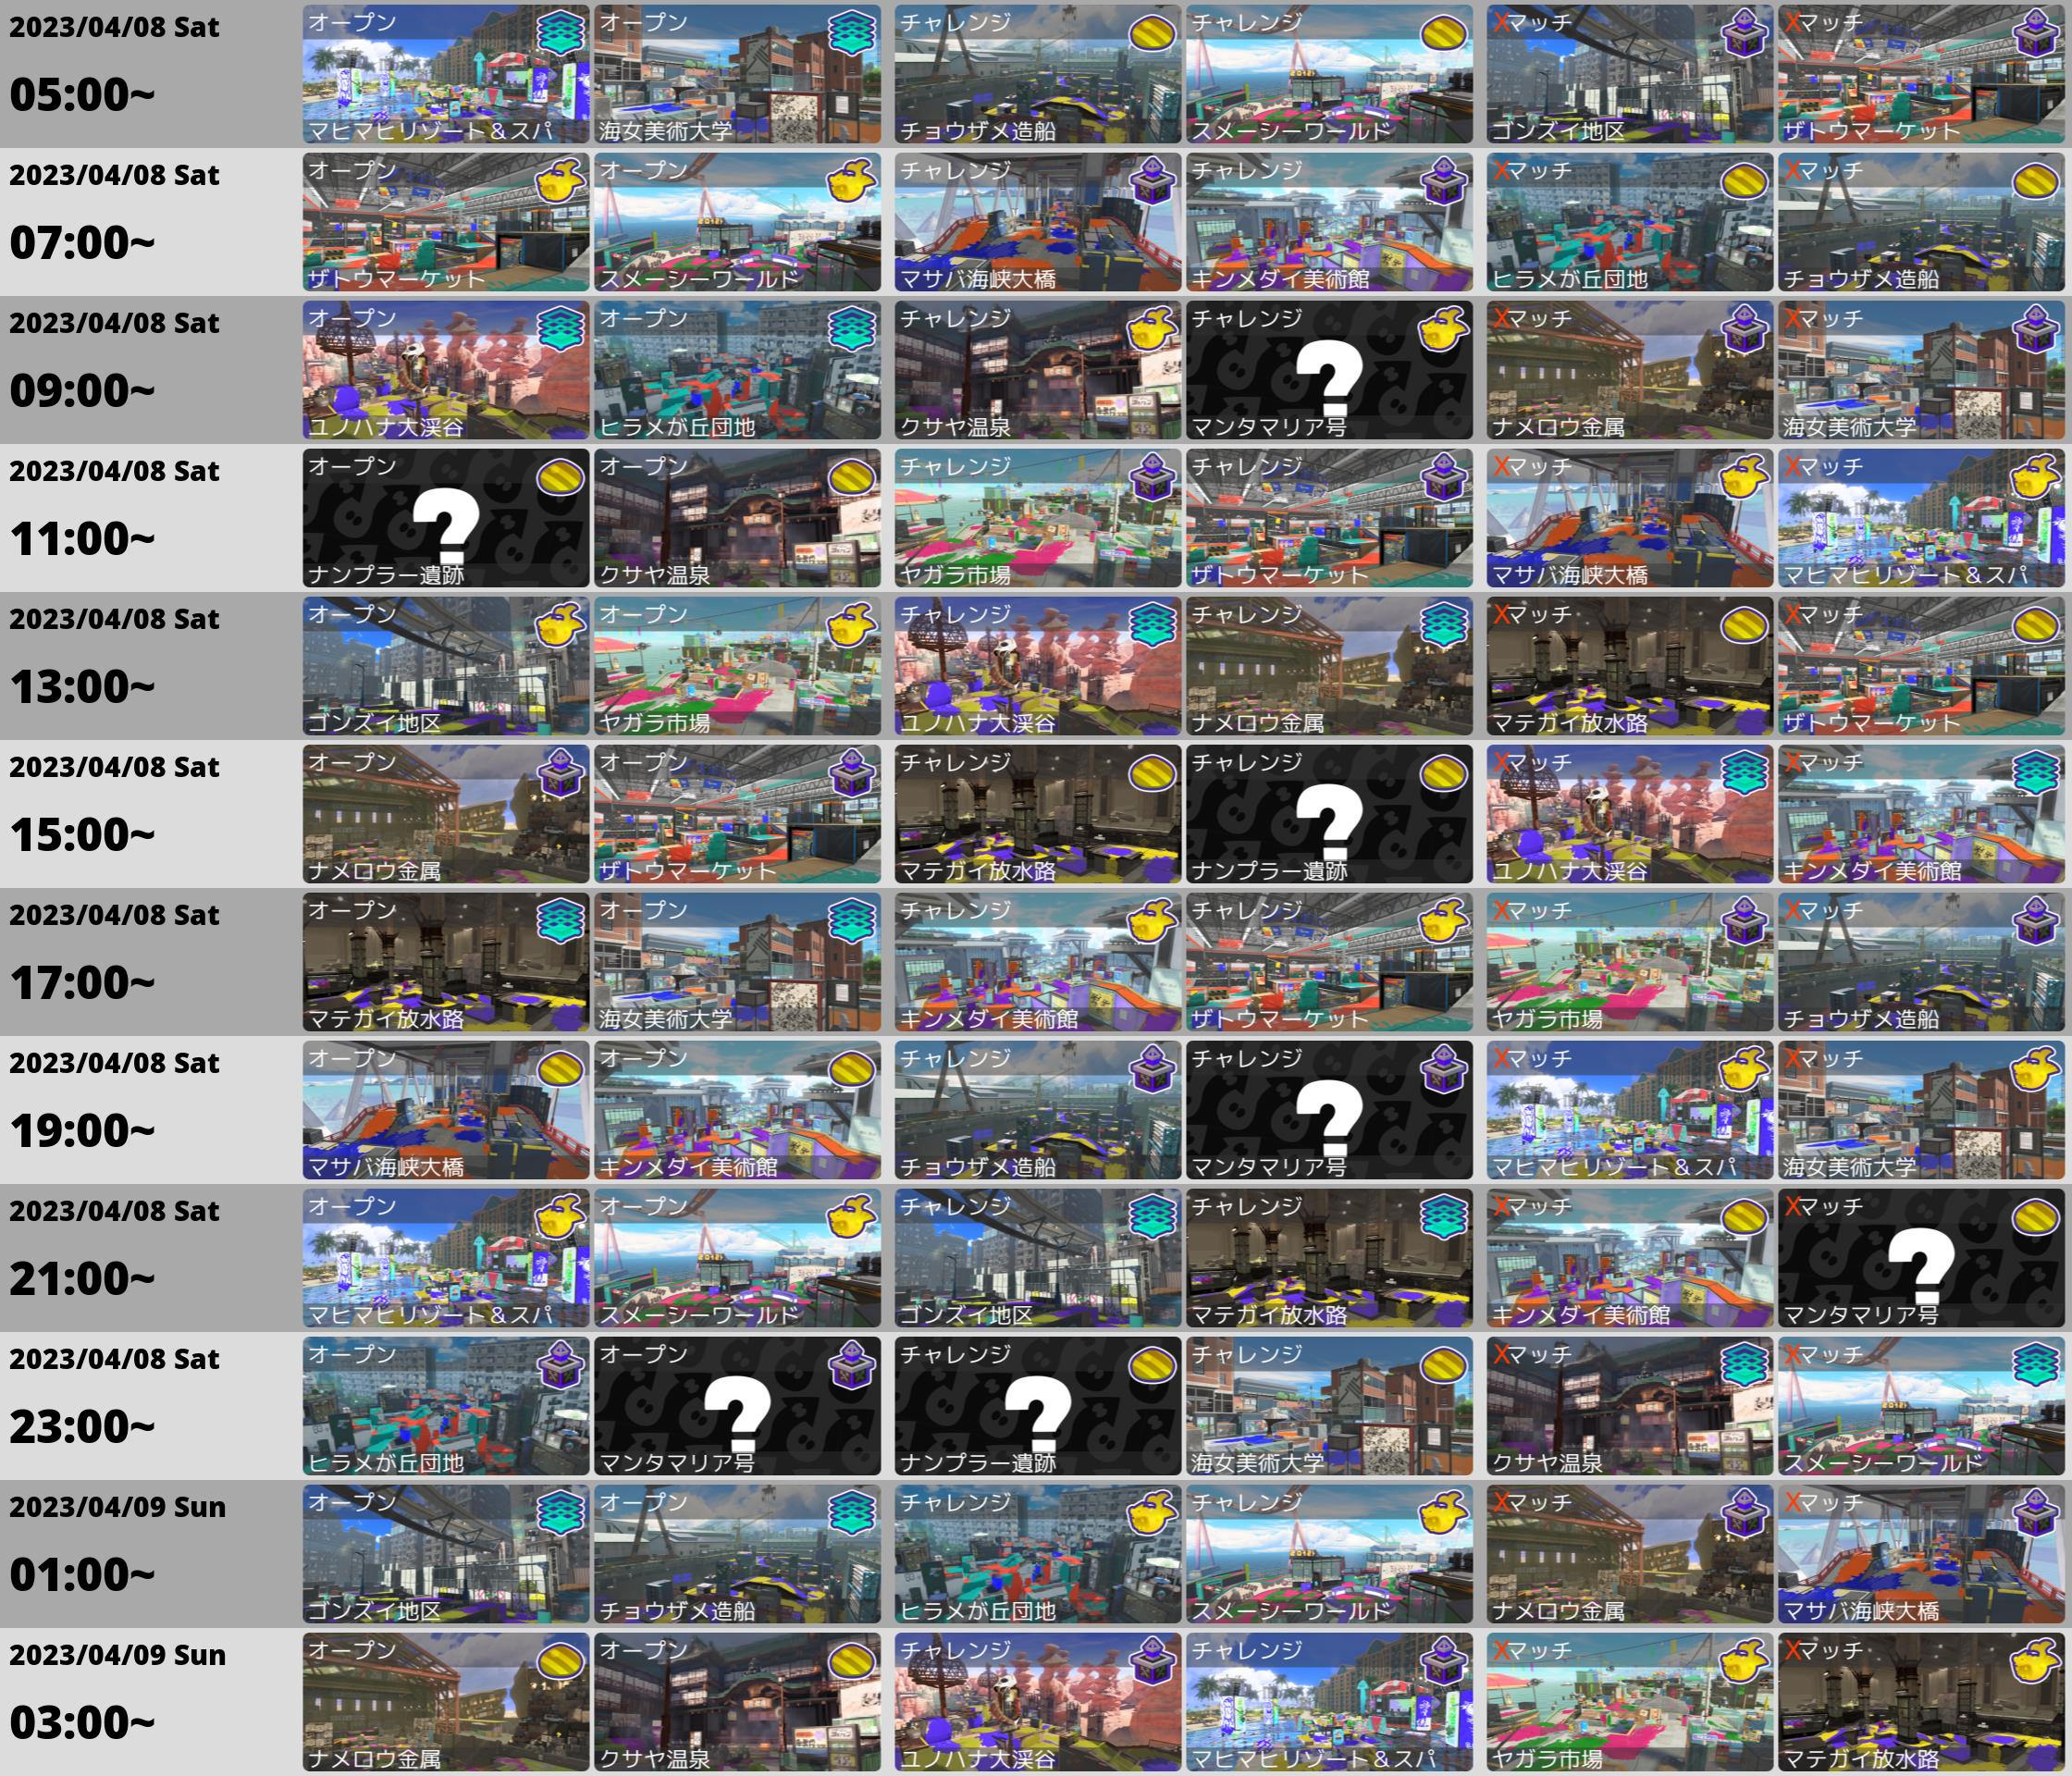 2023/04/08 Sat
05:00~
オープン
マヒマヒリゾート＆スパ
オープン
海女美術大学
チャレンジ
チョウザメ造船
チャレンジ
スメーシーワールド
Xマッチ
ゴンズイ地区
Xマッチ
ザトウマーケット
2023/04/08 Sat
07:00~
オープン
ザトウマーケット
オープン
スメーシーワールド
チャレンジ
マサバ海峡大橋
チャレンジ
キンメダイ美術館
Xマッチ
ヒラメが丘団地
Xマッチ
チョウザメ造船
2023/04/08 Sat
09:00~
オープン
ユノハナ大渓谷
オープン
ヒラメが丘団地
チャレンジ
クサヤ温泉
チャレンジ
?
マンタマリア号
Xマッチ
ナメロウ金属
Xマッチ
海女美術大学
2023/04/08 Sat
11:00~
オープン
?
ナンプラー遺跡
オープン
クサヤ温泉
チャレンジ
ヤガラ市場
チャレンジ
ザトウマーケット
Xマッチ
マサバ海峡大橋
Xマッチ
マヒマヒリゾート＆スパ
2023/04/08 Sat
13:00~
オープン
ゴンズイ地区
オープン
ヤガラ市場
チャレンジ
ユノハナ大渓谷
チャレンジ
ナメロウ金属
Xマッチ
マテガイ放水路
Xマッチ
ザトウマーケット
2023/04/08 Sat
15:00~
オープン
ナメロウ金属
オープン
ザトウマーケット
チャレンジ
マテガイ放水路
チャレンジ
?
ナンプラー遺跡
Xマッチ
ユノハナ大渓谷
Xマッチ
キンメダイ美術館
2023/04/08 Sat
17:00~
オープン
マテガイ放水路
オープン
海女美術大学
チャレンジ
キンメダイ美術館
チャレンジ
ザトウマーケット
Xマッチ
ヤガラ市場
Xマッチ
チョウザメ造船
2023/04/08 Sat
19:00~
オープン
マサバ海峡大橋
オープン
キンメダイ美術館
チャレンジ
チョウザメ造船
チャレンジ
?
マンタマリア号
Xマッチ
マヒマヒリゾート＆スパ
Xマッチ
海女美術大学
2023/04/08 Sat
21:00~
オープン
マヒマヒリゾート＆スパ
オープン
スメーシーワールド
チャレンジ
ゴンズイ地区
チャレンジ
マテガイ放水路
Xマッチ
キンメダイ美術館
Xマッチ
?
マンタマリア号
2023/04/08 Sat
23:00~
オープン
ヒラメが丘団地
オープン
?
マンタマリア号
チャレンジ
?
ナンプラー遺跡
チャレンジ
海女美術大学
Xマッチ
クサヤ温泉
Xマッチ
スメーシーワールド
2023/04/09 Sun
01:00~
オープン
ゴンズイ地区
オープン
チョウザメ造船
チャレンジ
ヒラメが丘団地
チャレンジ
スメーシーワールド
Xマッチ
ナメロウ金属
Xマッチ
マサバ海峡大橋
2023/04/09 Sun
03:00~
オープン
ナメロウ金属
オープン
クサヤ温泉
チャレンジ
ユノハナ大渓谷
チャレンジ
マヒマヒリゾート＆スパ
Xマッチ
ヤガラ市場
Xマッチ
マテガイ放水路